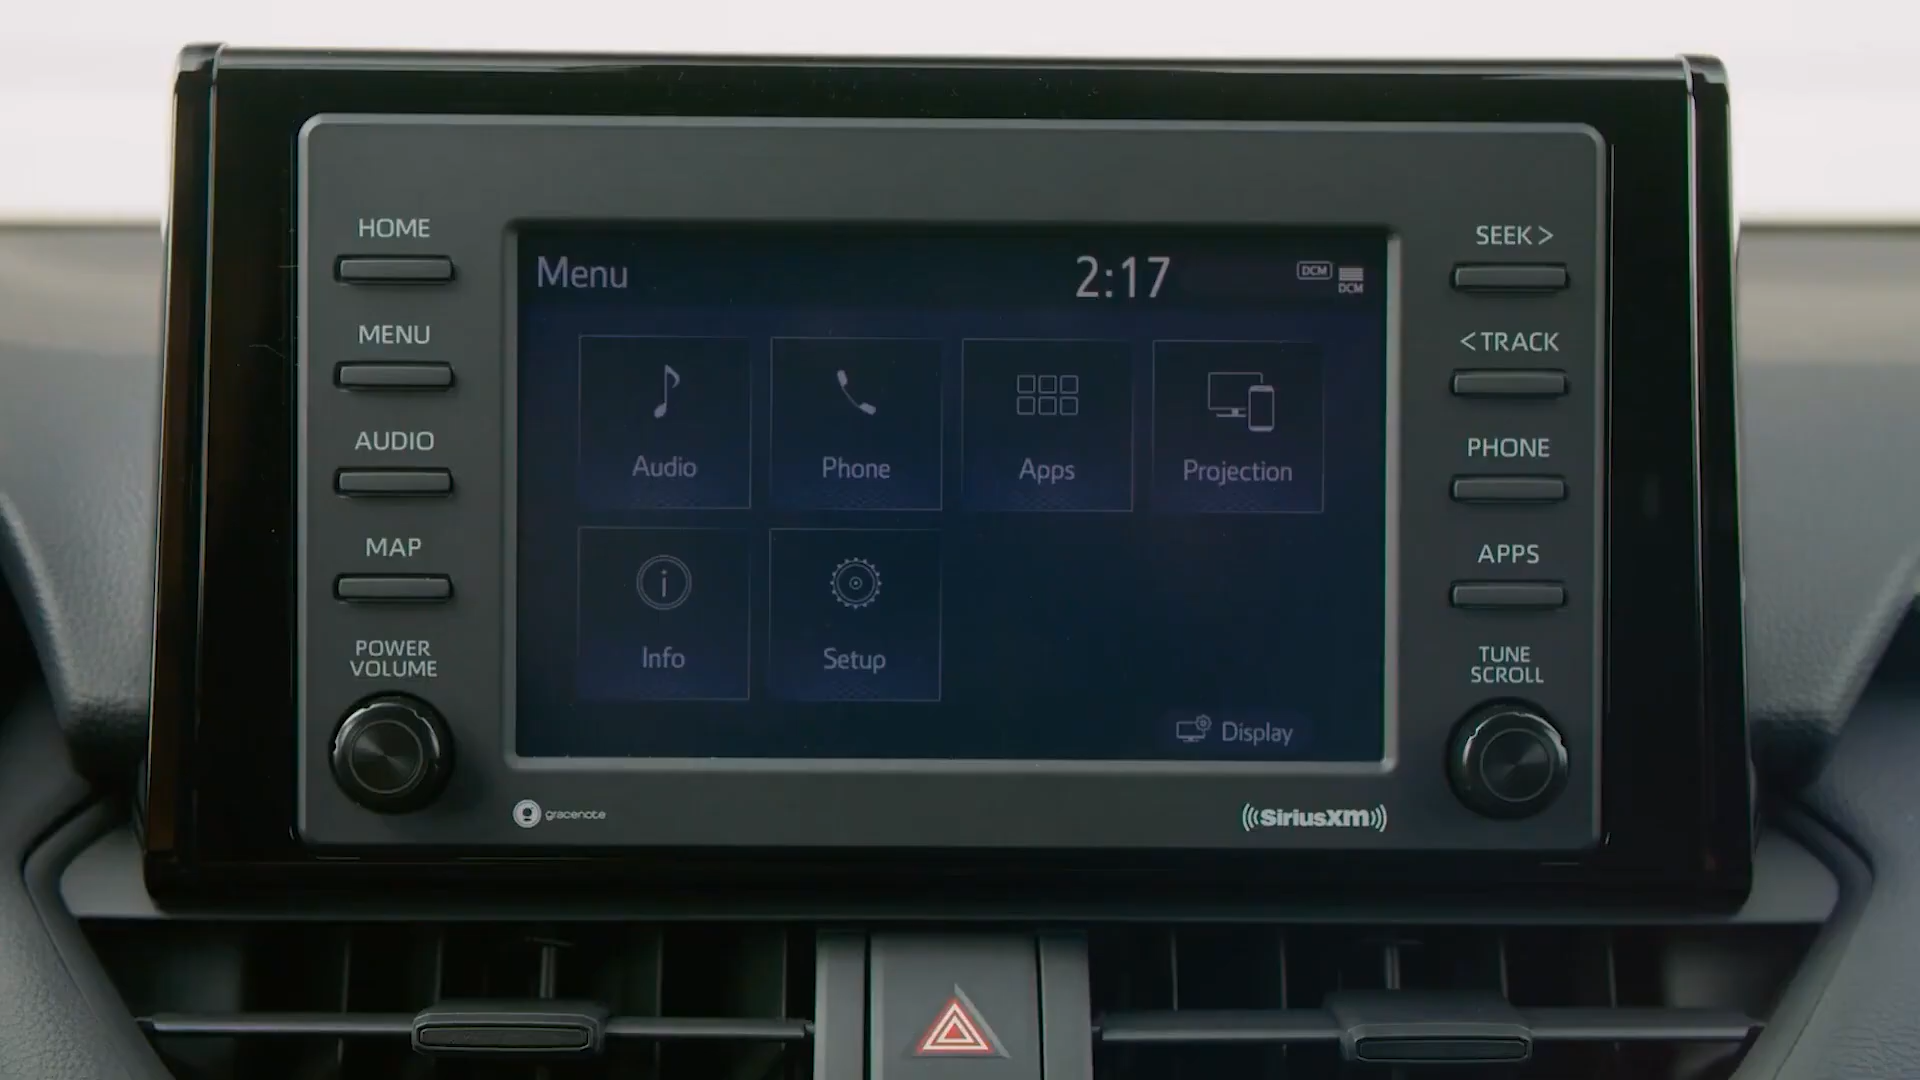 HOME
MENU
AUDIO
MAP
POWER
VOLUME
Menu
2:17
DCM
DCM
Audio
Phone
Apps
Projection
Info
Setup
Display
SEEK >
< TRACK
PHONE
APPS
TUNE
SCROLL
gracenote
((SiriusXM))